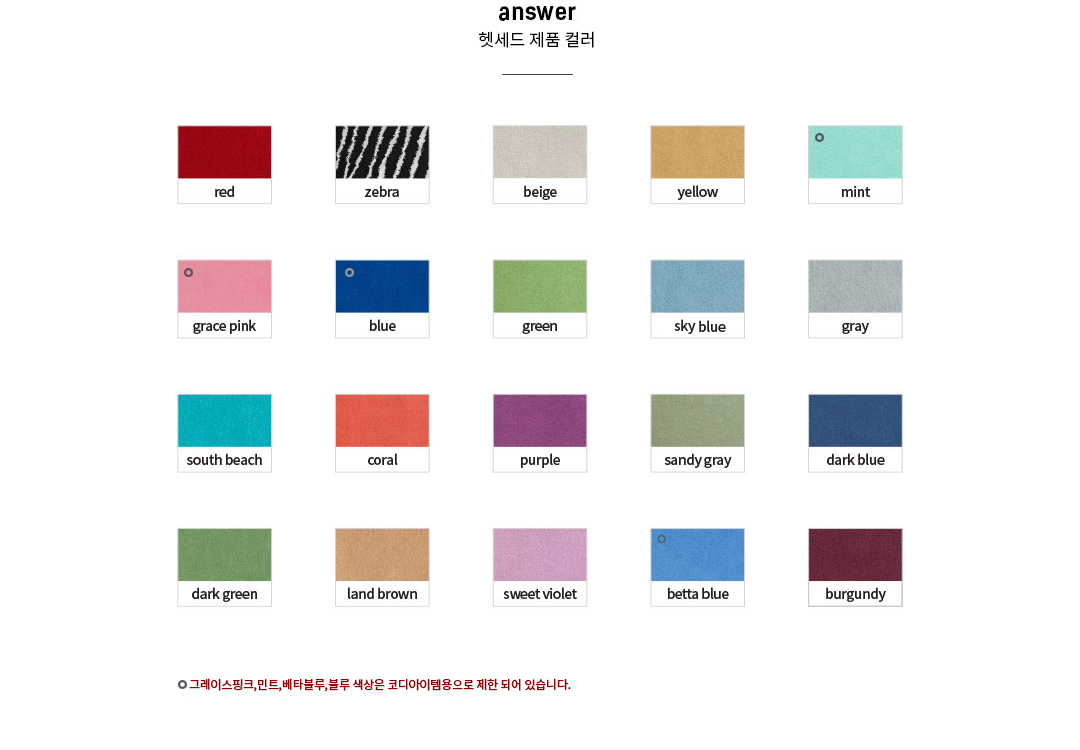 answer
헷세드 제품 컬러
red
zebra
beige
yellow
mint
grace pink
blue
green
sky blue
gray
south beach
coral
purple
sandy gray
dark blue
dark green
land brown
sweet violet
betta blue
burgundy
그레이스핑크,민트,베타블루,블루 색상은 코디아이템용으로 제한 되어 있습니다.